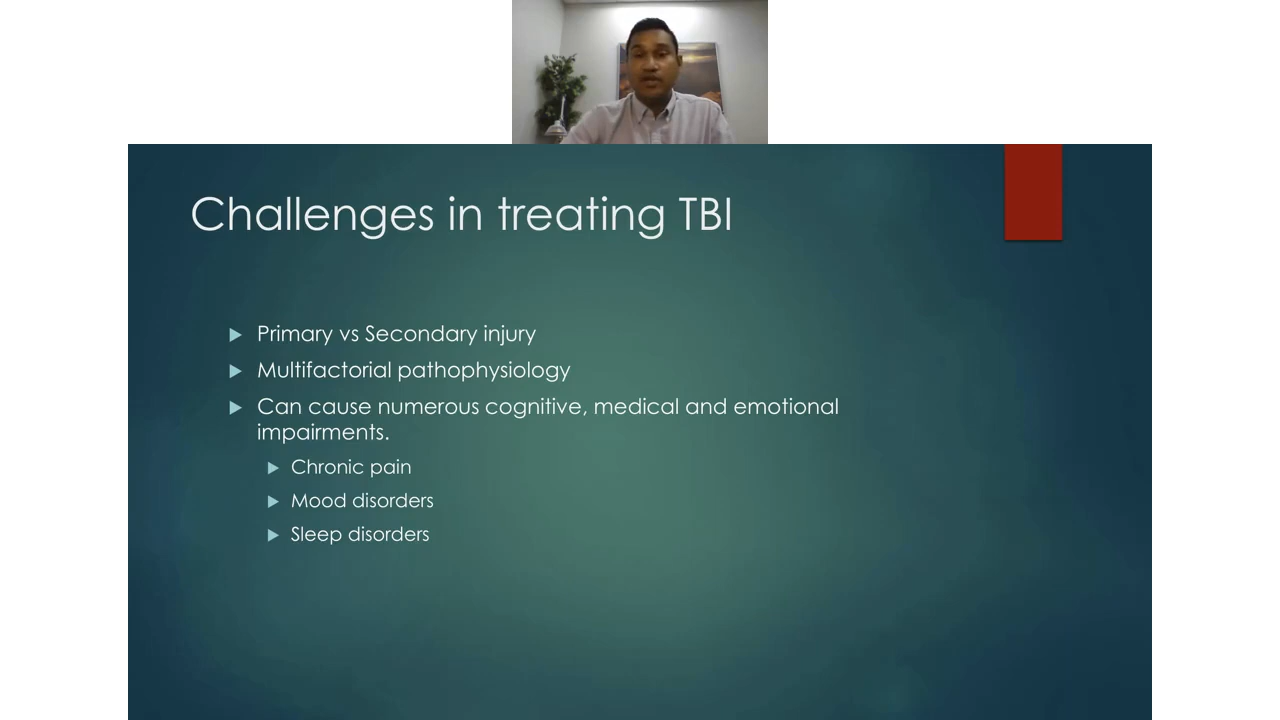 Challenges in treating TBI
Primary vs Secondary injury
Multifactorial pathophysiology
Can cause numerous cognitive, medical and emotional
impairments.
Chronic pain
Mood disorders
Sleep disorders